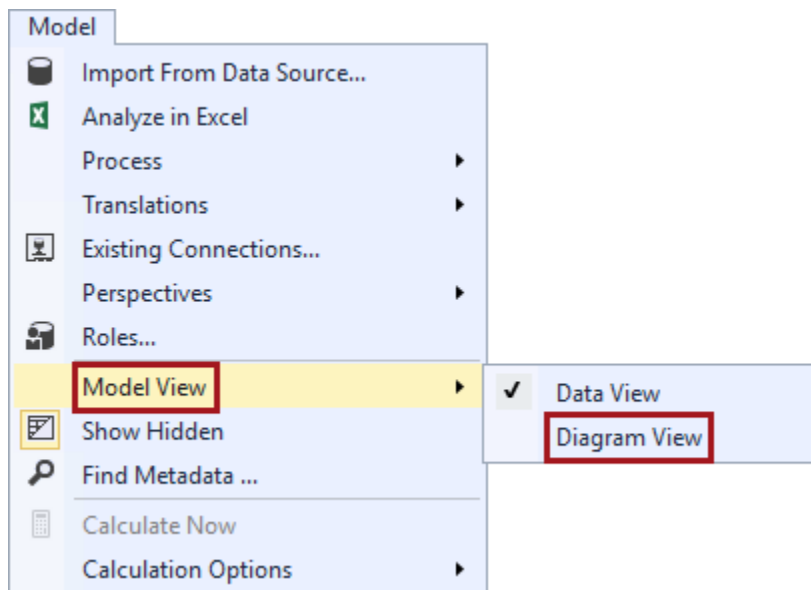 Model
Import From Data Source...
Analyze in Excel
Process
Translations
Existing Connections...
Perspectives
Roles...
Model View
Data View
Diagram View
Show Hidden
Find Metadata ...
Calculate Now
Calculation Options